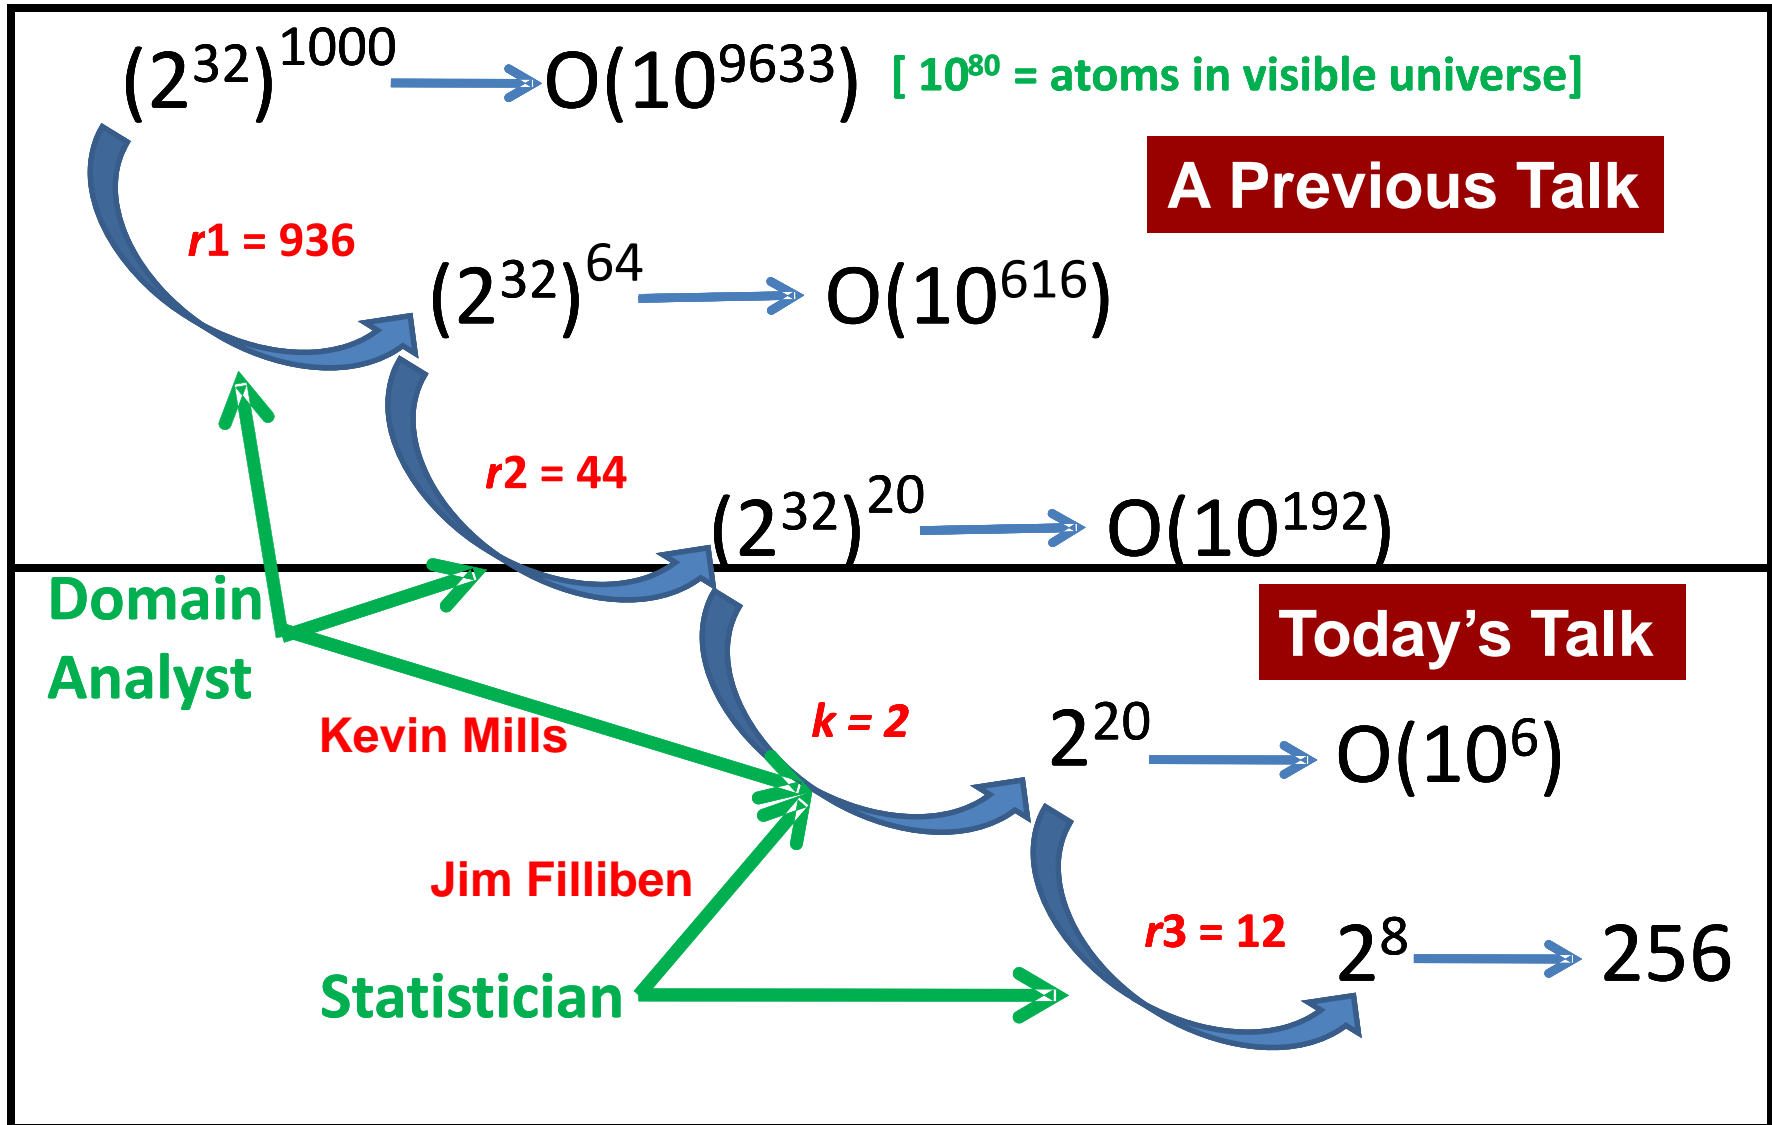 (2³²)¹⁰⁰⁰ → O(10⁹⁶³³) [ 10⁸⁰ = atoms in visible universe]
A Previous Talk
r1 = 936
(2³²)⁶⁴ → O(10⁶¹⁶)
r2 = 44
(2³²)²⁰ → O(10¹⁹²)
Domain
Analyst
Today’s Talk
Kevin Mills
k = 2
2²⁰ → O(10⁶)
Jim Filliben
r3 = 12
2⁸ → 256
Statistician